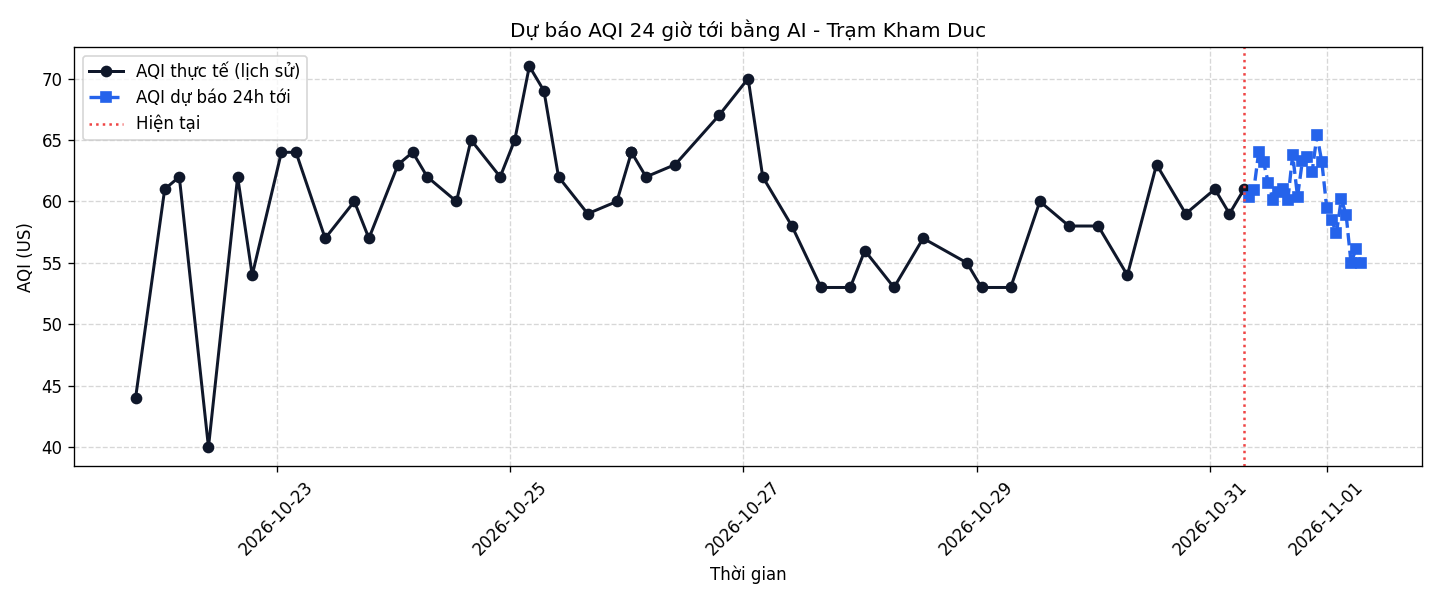 Dự báo AQI 24 giờ tới bằng AI - Trạm Kham Duc
AQI thực tế (lịch sử)
AQI dự báo 24h tới
Hiện tại
AQI (US)
70
65
60
55
50
45
40
2026-10-23
2026-10-25
2026-10-27
2026-10-29
2026-10-31
2026-11-01
Thời gian